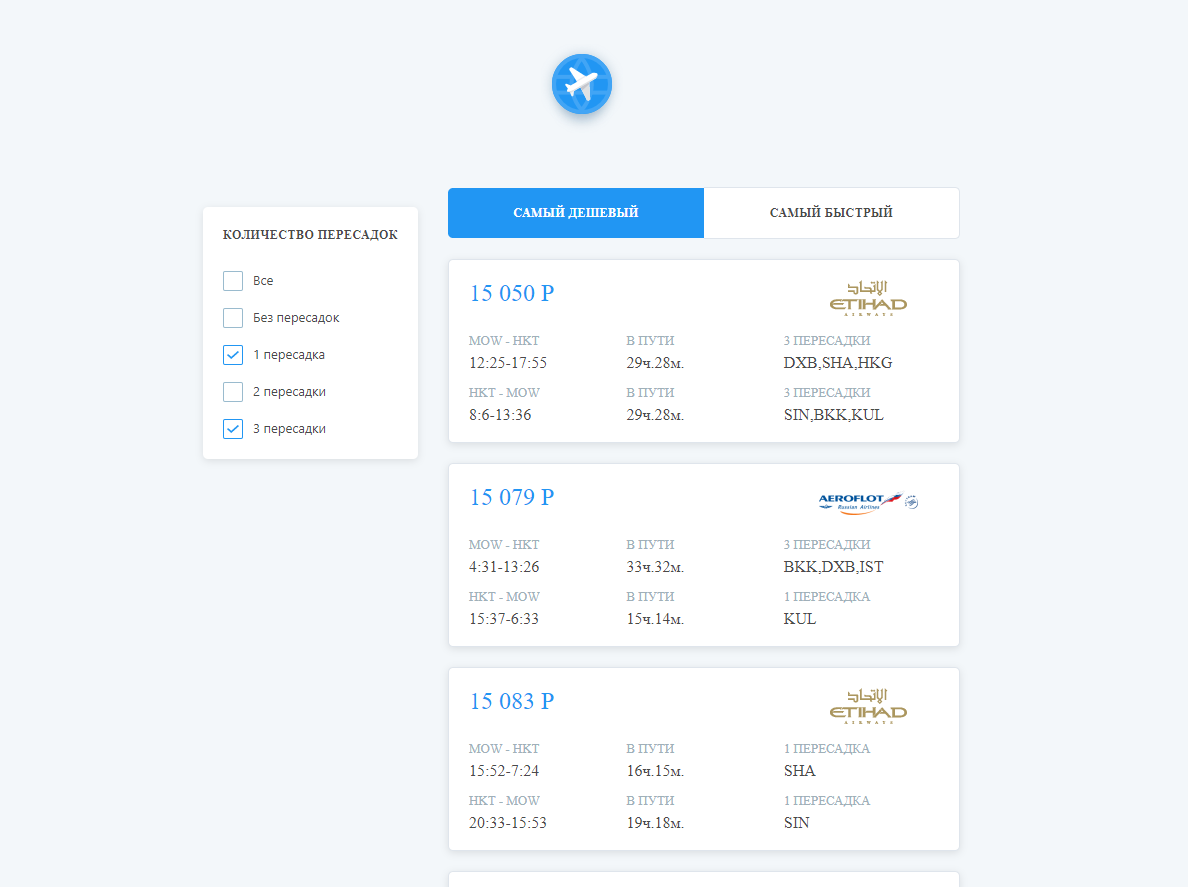 САМЫЙ ДЕШЕВЫЙ
САМЫЙ БЫСТРЫЙ
КОЛИЧЕСТВО ПЕРЕСАДОК
Все
Без пересадок
1 пересадка
2 пересадки
3 пересадки
15 050 Р
الإتحاد
ETIHAD
AIRWAYS
MOW - HKT
В ПУТИ
3 ПЕРЕСАДКИ
12:25-17:55
29ч.28м.
DXB,SHA,HKG
HKT - MOW
В ПУТИ
3 ПЕРЕСАДКИ
8:6-13:36
29ч.28м.
SIN,BKK,KUL
15 079 Р
AEROFLOT
Russian Airlines
MOW - HKT
В ПУТИ
3 ПЕРЕСАДКИ
4:31-13:26
33ч.32м.
BKK,DXB,IST
HKT - MOW
В ПУТИ
1 ПЕРЕСАДКА
15:37-6:33
15ч.14м.
KUL
15 083 Р
الإتحاد
ETIHAD
AIRWAYS
MOW - HKT
В ПУТИ
1 ПЕРЕСАДКА
15:52-7:24
16ч.15м.
SHA
HKT - MOW
В ПУТИ
1 ПЕРЕСАДКА
20:33-15:53
19ч.18м.
SIN